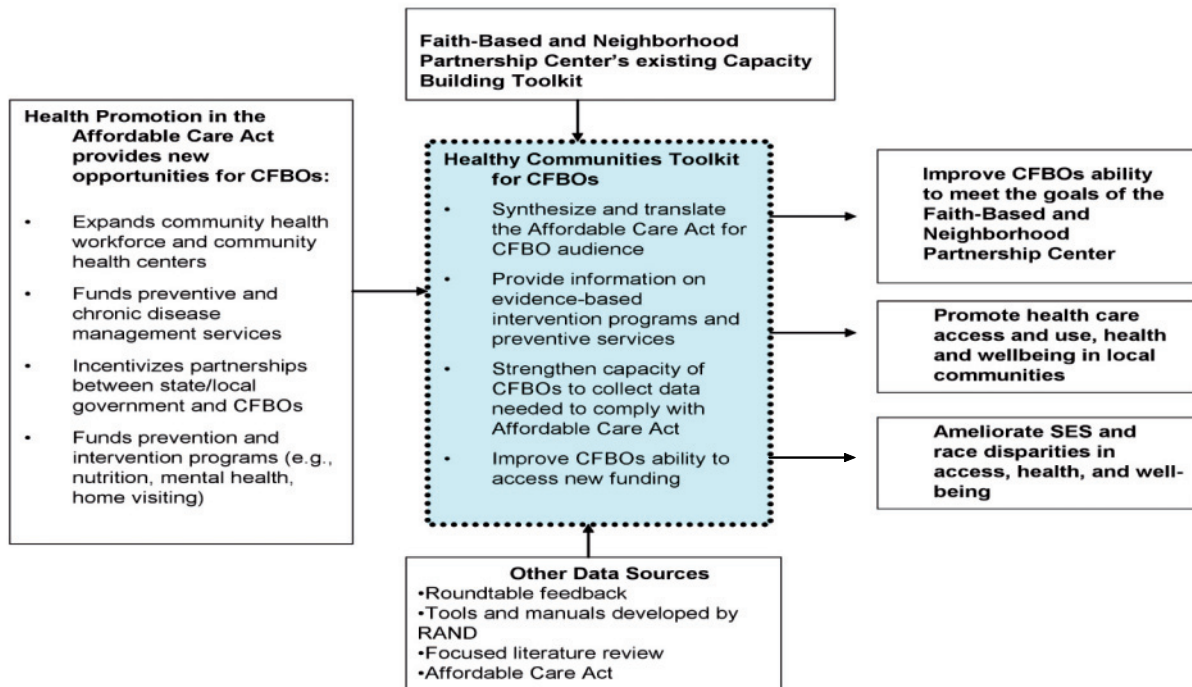 Faith-Based and Neighborhood
Partnership Center's existing Capacity
Building Toolkit
Health Promotion in the
Affordable Care Act
provides new
opportunities for CFBOs:
• Expands community health
workforce and community
health centers
• Funds preventive and
chronic disease
management services
• Incentivizes partnerships
between state/local
government and CFBOs
• Funds prevention and
intervention programs (e.g.,
nutrition, mental health,
home visiting)
Healthy Communities Toolkit
for CFBOs
• Synthesize and translate
the Affordable Care Act for
CFBO audience
• Provide information on
evidence-based
intervention programs and
preventive services
• Strengthen capacity of
CFBOs to collect data
needed to comply with
Affordable Care Act
• Improve CFBOs ability to
access new funding
Improve CFBOs ability
to meet the goals of the
Faith-Based and
Neighborhood
Partnership Center
Promote health care
access and use, health
and wellbeing in local
communities
Ameliorate SES and
race disparities in
access, health, and well-
being
Other Data Sources
•Roundtable feedback
•Tools and manuals developed by
RAND
•Focused literature review
•Affordable Care Act